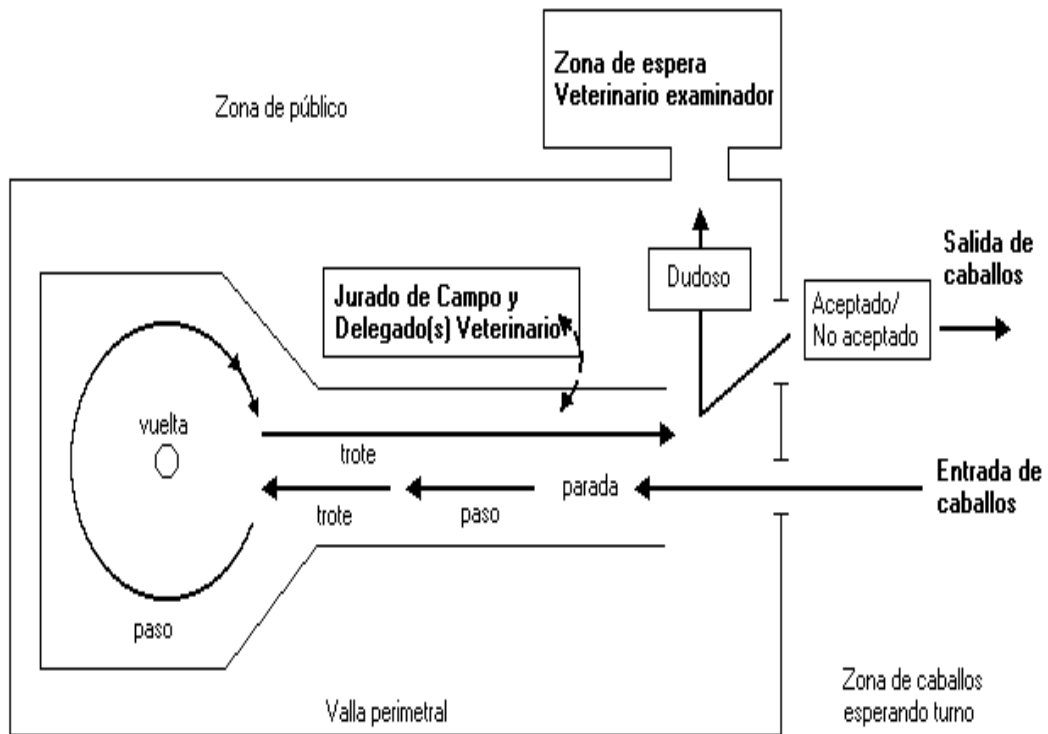 Zona de espera
Veterinario examinador
Zona de público
Salida de
caballos
Dudoso
Jurado de Campo y
Delegado(s) Veterinario
Aceptado/
No aceptado
vuelta
trote
Entrada de
caballos
parada
trote
paso
paso
Valla perimetral
Zona de caballos
esperando turno